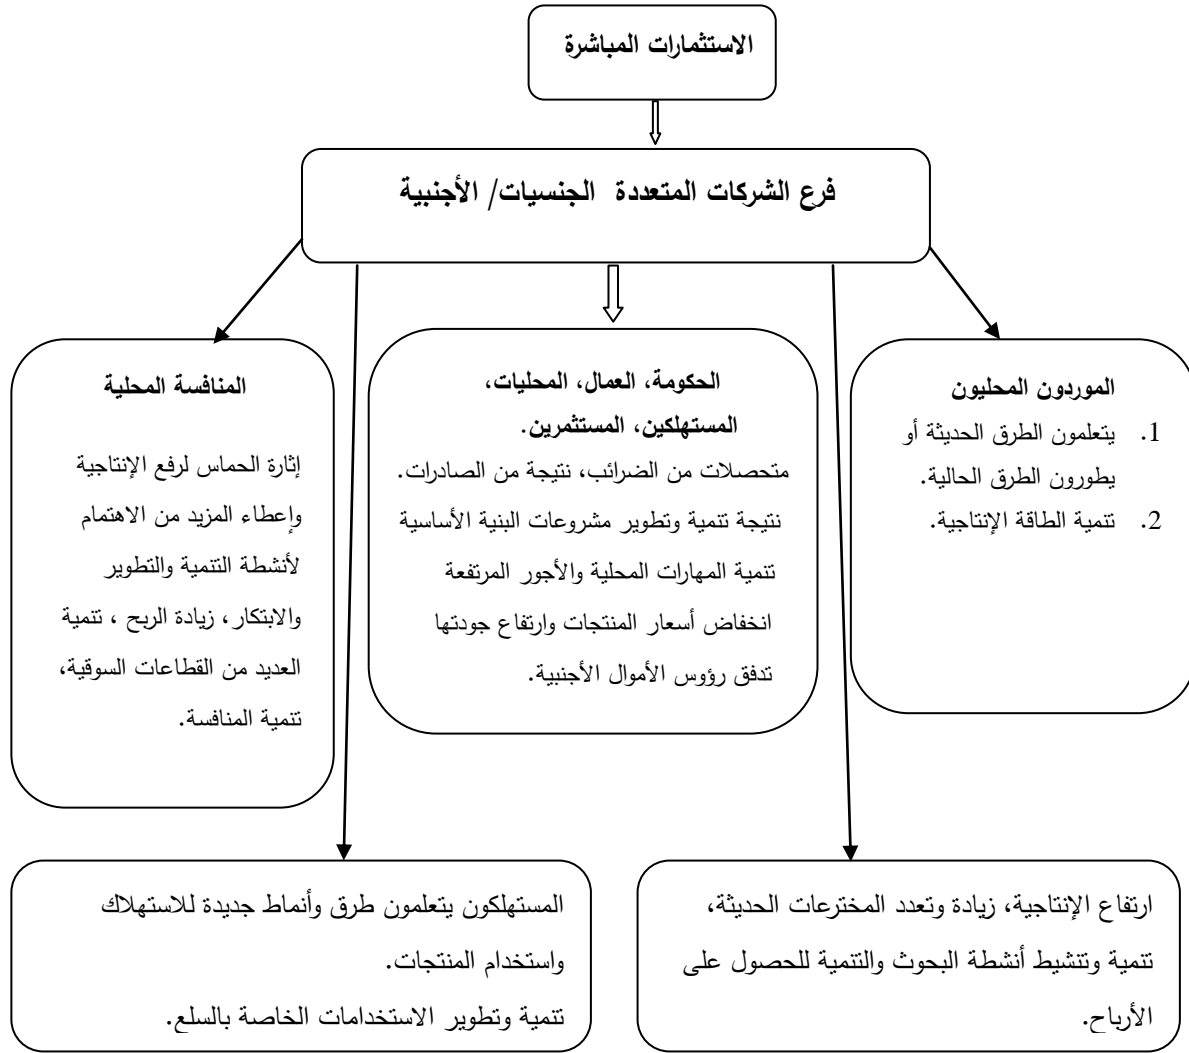 الاستثمارات المباشرة
فرع الشركات المتعددة الجنسيات/ الأجنبية
الموردون المحليون
1. يتعلمون الطرق الحديثة أو
يطورون الطرق الحالية.
2. تنمية الطاقة الإنتاجية.
الحكومة، العمال، المحليات،
المستهلكين، المستثمرين.
متحصلات من الضرائب، نتيجة من الصادرات.
نتيجة تنمية وتطوير مشروعات البنية الأساسية
تنمية المهارات المحلية والأجور المرتفعة
انخفاض أسعار المنتجات وارتفاع جودتها
تدفق رؤوس الأموال الأجنبية.
المنافسة المحلية
إثارة الحماس لرفع الإنتاجية
وإعطاء المزيد من الاهتمام
لأنشطة التنمية والتطوير
والابتكار، زيادة الربح ، تنمية
العديد من القطاعات السوقية،
تنمية المنافسة.
ارتفاع الإنتاجية، زيادة وتعدد المخترعات الحديثة،
تنمية وتنشيط أنشطة البحوث والتنمية للحصول على
الأرباح.
المستهلكون يتعلمون طرق وأنماط جديدة للاستهلاك
واستخدام المنتجات.
تنمية وتطوير الاستخدامات الخاصة بالسلع.